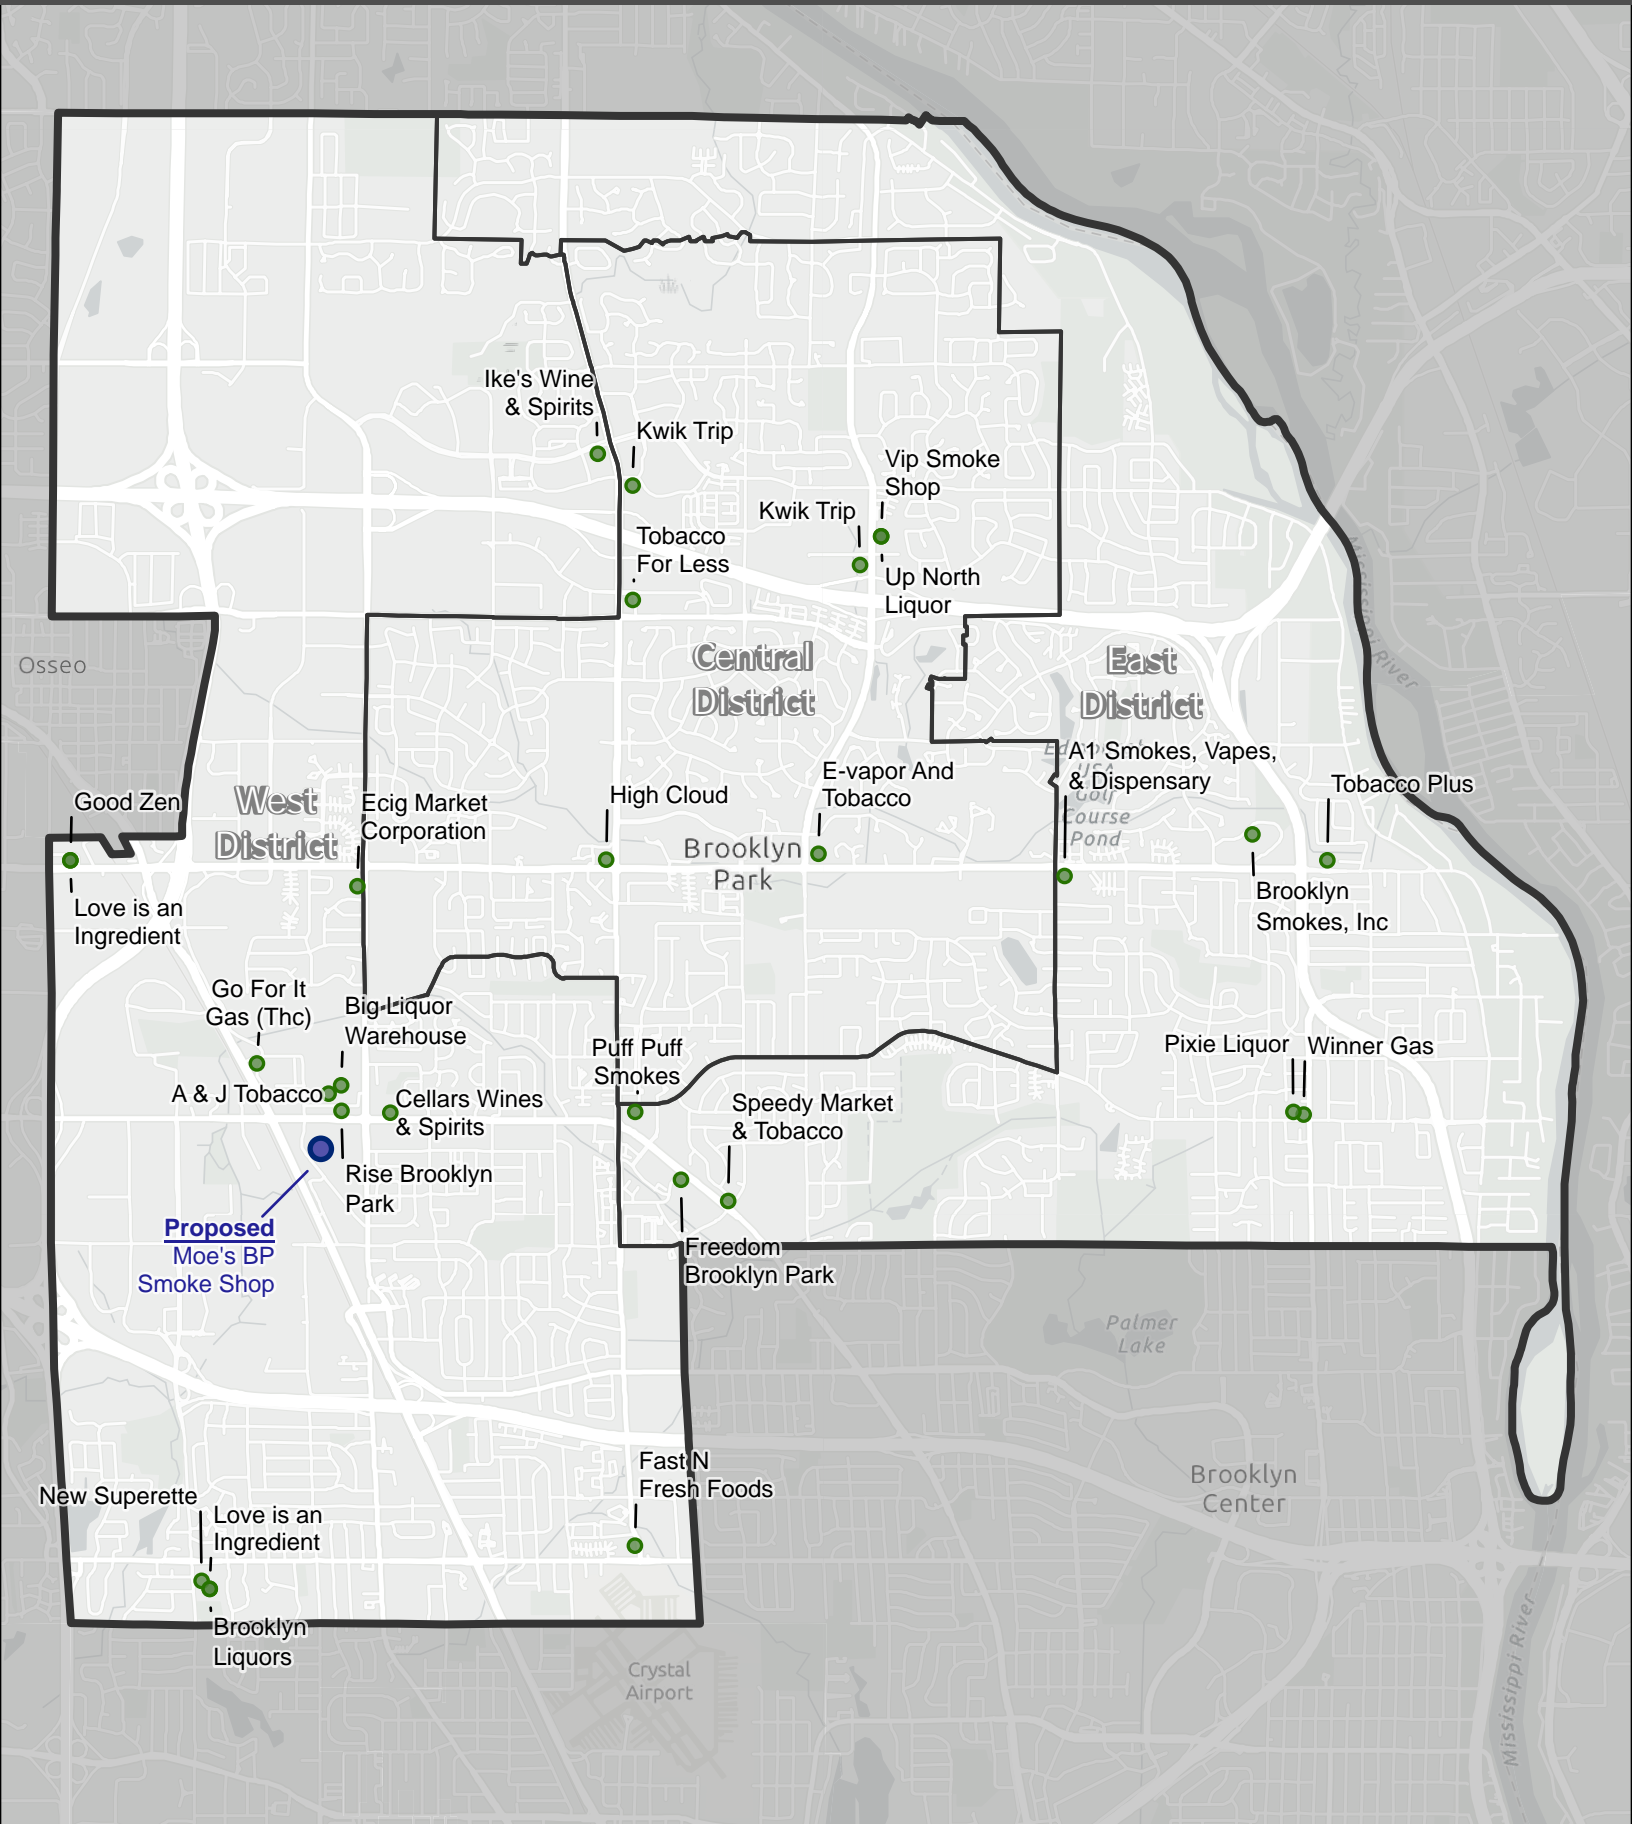 Ike's Wine
& Spirits
Kwik Trip
Vip Smoke
Shop
Kwik Trip
Tobacco
For Less
Up North
Liquor
Osseo
Central
District
East
District
Mississippi River
A1 Smokes, Vapes,
& Dispensary
USA
Golf
Course
Pond
E-vapor And
Tobacco
Tobacco Plus
Good Zen
West
District
Ecig Market
Corporation
High Cloud
Brooklyn
Park
Love is an
Ingredient
Brooklyn
Smokes, Inc
Go For It
Gas (Thc)
Big Liquor
Warehouse
Puff Puff
Smokes
Pixie Liquor
Winner Gas
A & J Tobacco
Cellars Wines
& Spirits
Speedy Market
& Tobacco
Rise Brooklyn
Park
Proposed
Moe's BP
Smoke Shop
Freedom
Brooklyn Park
Palmer
Lake
Fast N
Fresh Foods
Brooklyn
Center
New Superette
Love is an
Ingredient
Brooklyn
Liquors
Crystal
Airport
Mississippi River